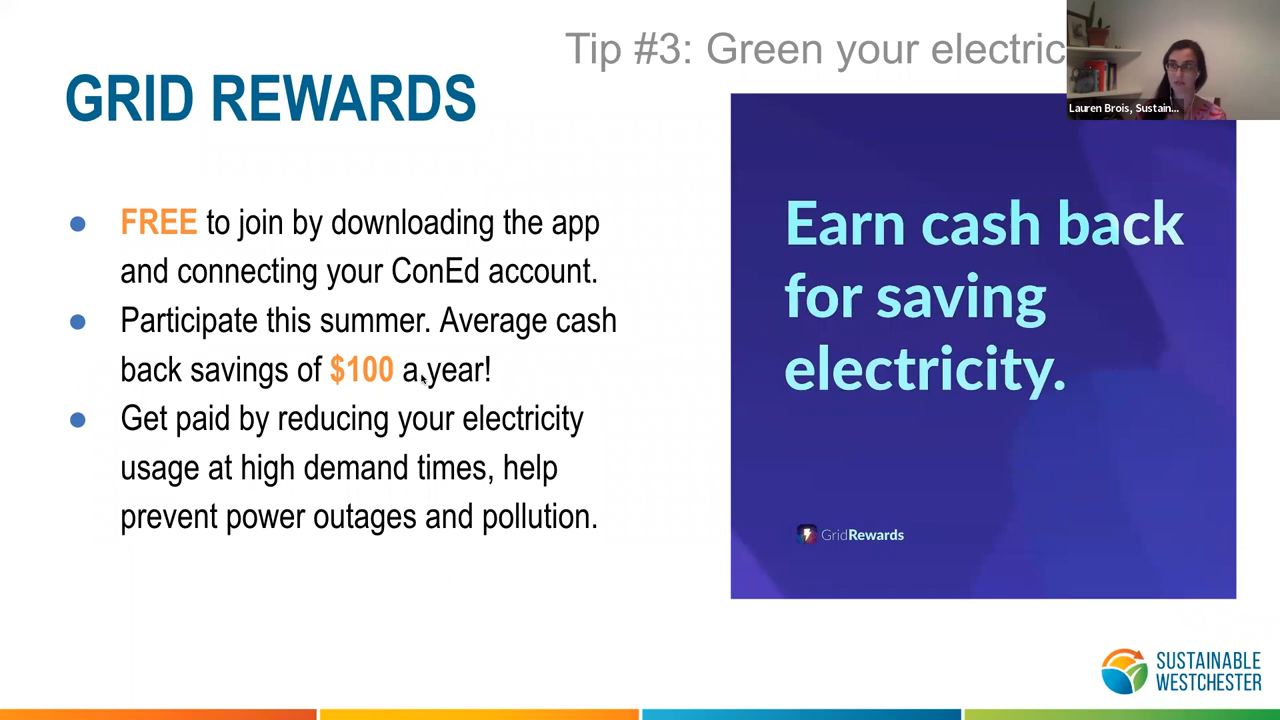 Tip #3: Green your electric
Lauren Brois, Sustain...
GRID REWARDS
● FREE to join by downloading the app
and connecting your ConEd account.
● Participate this summer. Average cash
back savings of $100 a year!
● Get paid by reducing your electricity
usage at high demand times, help
prevent power outages and pollution.
Earn cash back
for saving
electricity.
GridRewards
SUSTAINABLE
WESTCHESTER